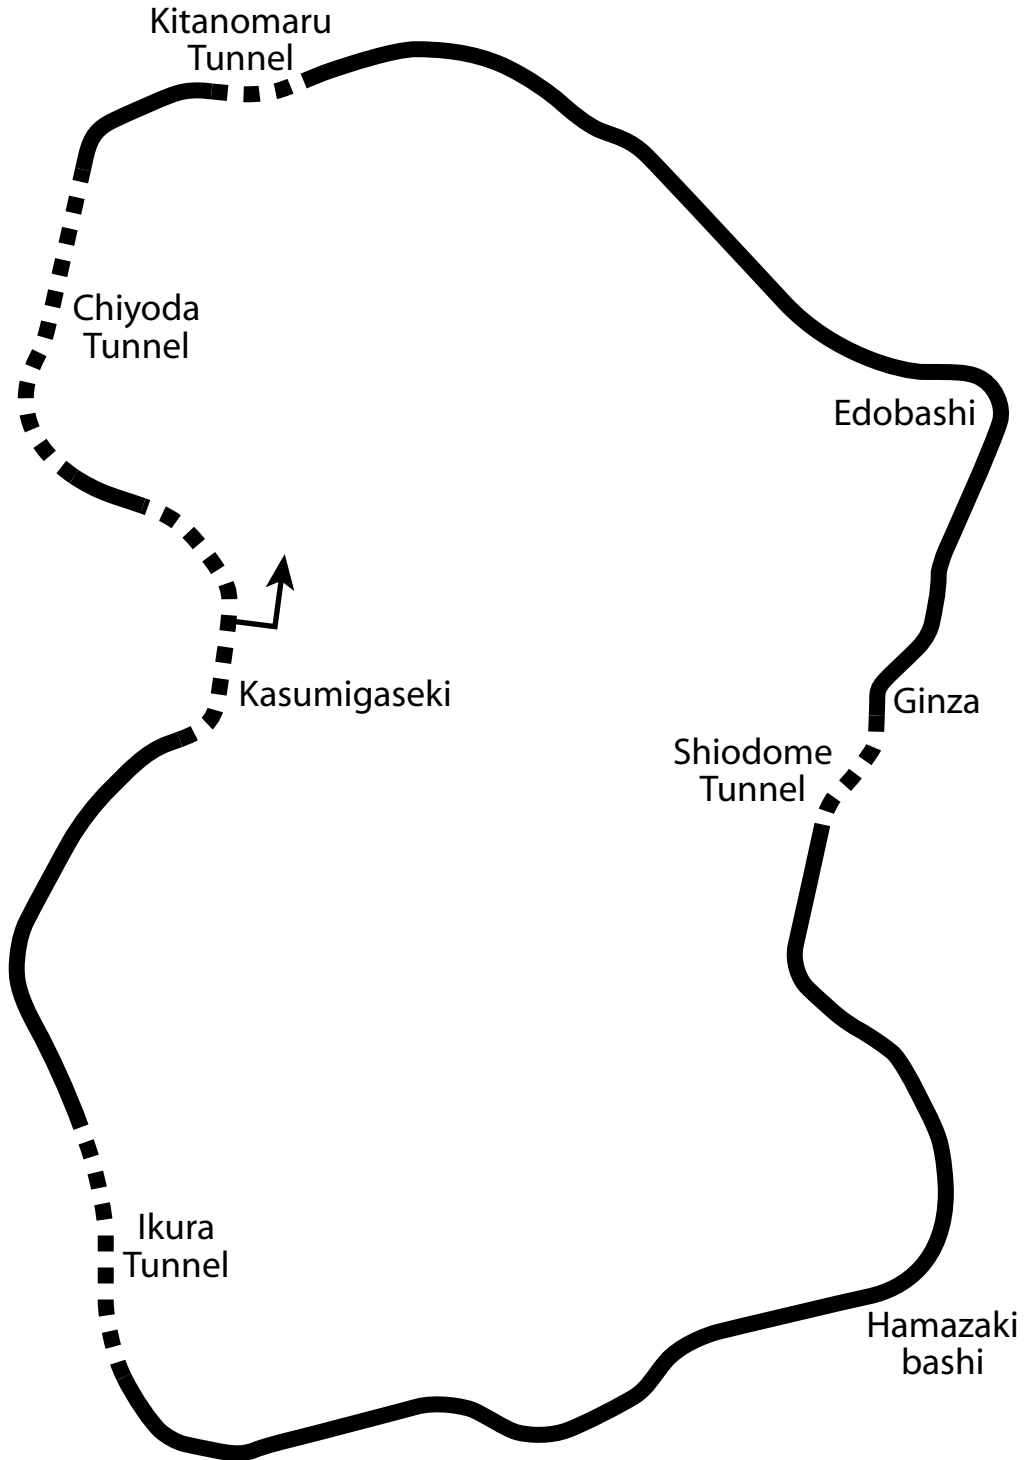 Kitanomaru
Tunnel
Chiyoda
Tunnel
Edobashi
Kasumigaseki
Ginza
Shiodome
Tunnel
Ikura
Tunnel
Hamazaki
bashi